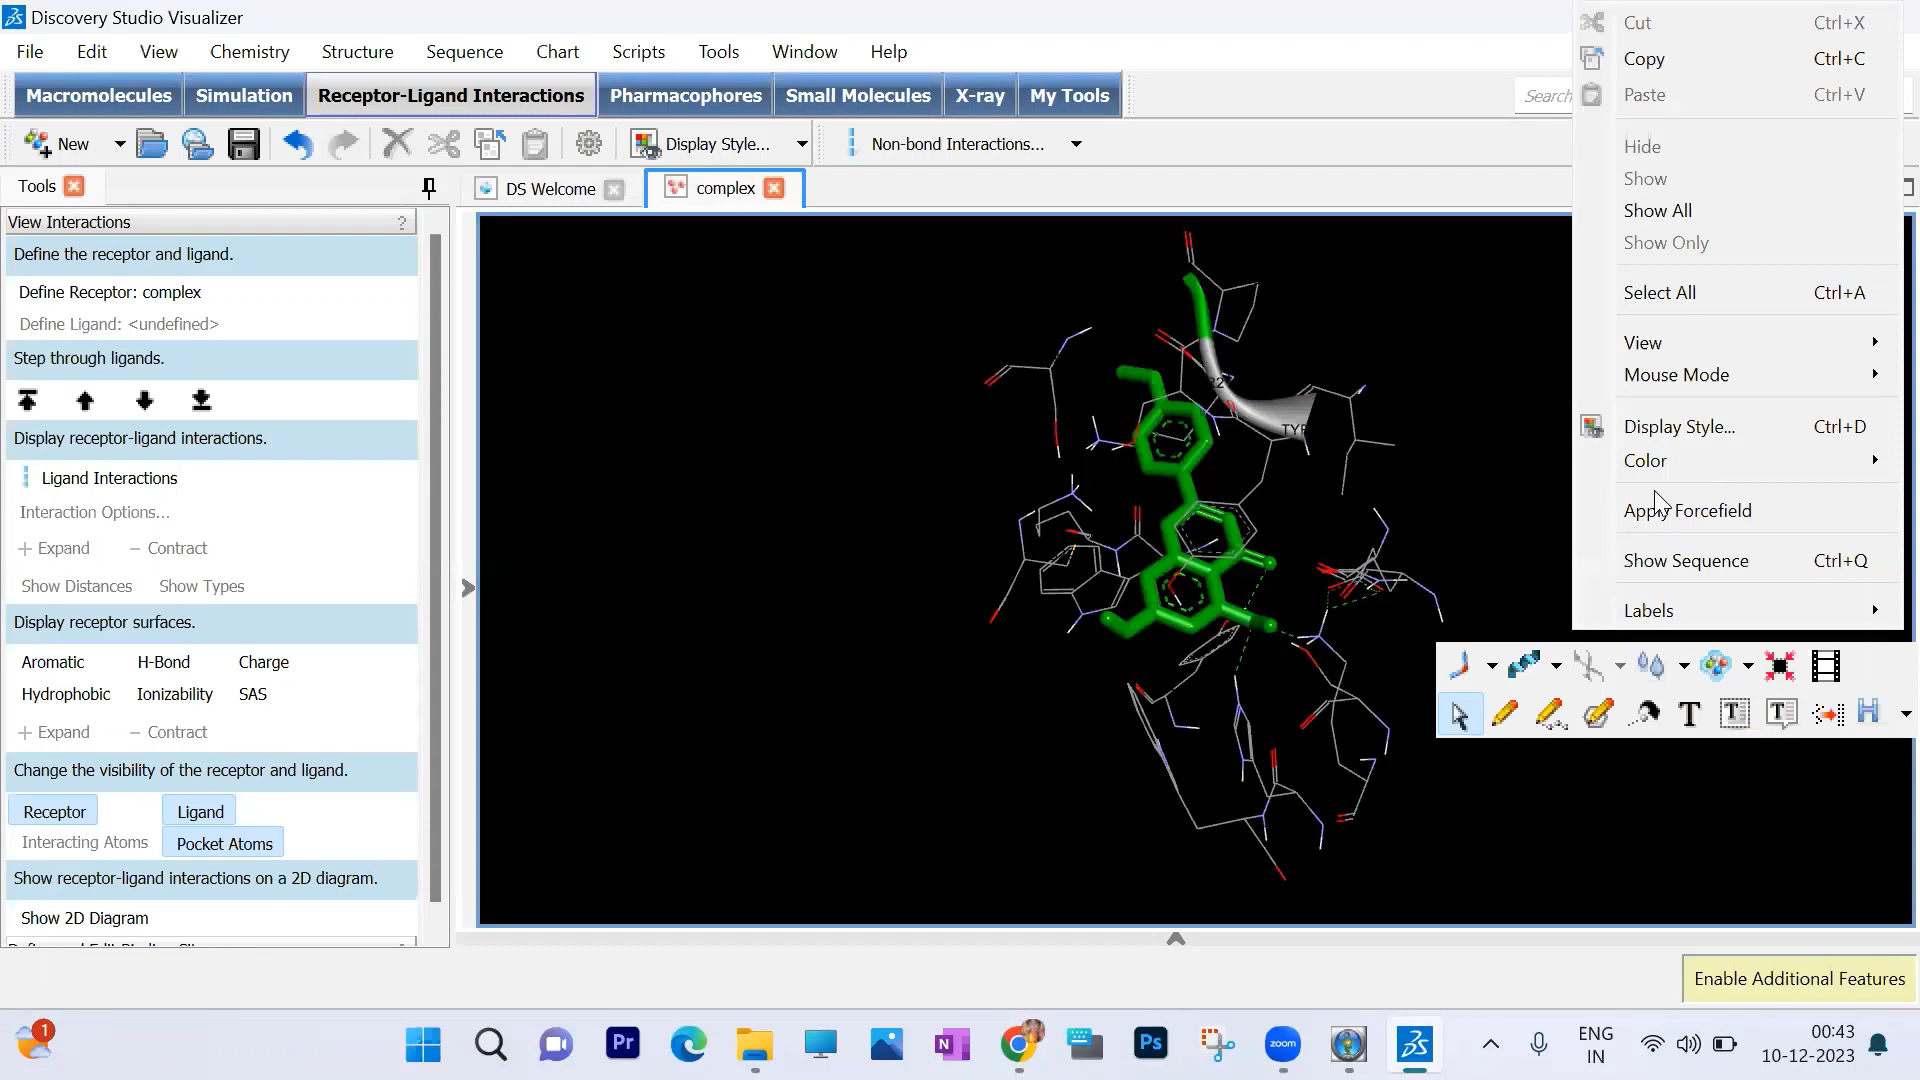 Discovery Studio Visualizer
File Edit View Chemistry Structure Sequence Chart Scripts Tools Window Help
Macromolecules Simulation Receptor-Ligand Interactions Pharmacophores Small Molecules X-ray My Tools Search
New Display Style... Non-bond Interactions...
Tools DS Welcome complex
View Interactions ?
Define the receptor and ligand.
Define Receptor: complex
Define Ligand: <undefined>
Step through ligands.
Display receptor-ligand interactions.
Ligand Interactions
Interaction Options...
+ Expand − Contract
Show Distances Show Types
Display receptor surfaces.
Aromatic H-Bond Charge
Hydrophobic Ionizability SAS
+ Expand − Contract
Change the visibility of the receptor and ligand.
Receptor Ligand
Interacting Atoms Pocket Atoms
Show receptor-ligand interactions on a 2D diagram.
Show 2D Diagram
Cut Ctrl+X
Copy Ctrl+C
Paste Ctrl+V
Hide
Show
Show All
Show Only
Select All Ctrl+A
View
Mouse Mode
Display Style... Ctrl+D
Color
Apply Forcefield
Show Sequence Ctrl+Q
Labels
Enable Additional Features
1
Pr
N
Ps
zoom
ENG
IN
00:43
10-12-2023